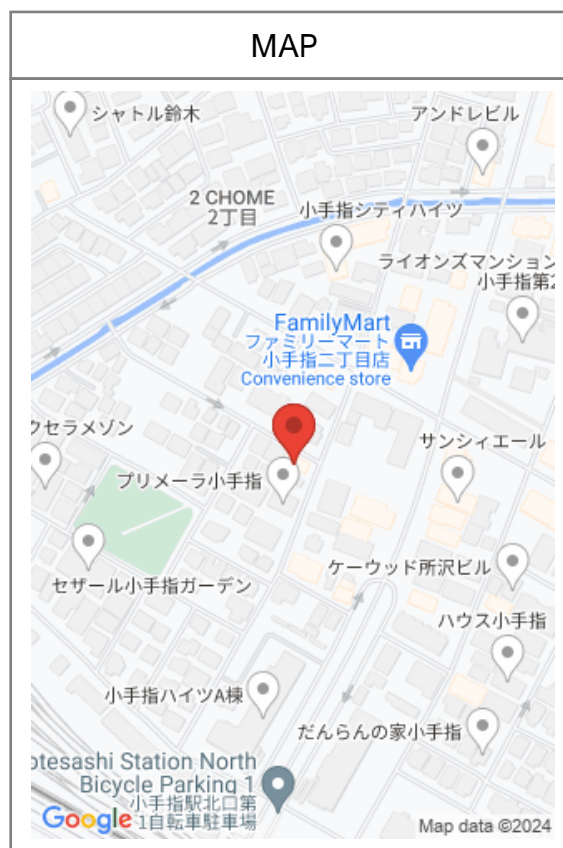 MAP
シャトル鈴木
アンドレビル
2 CHOME
2丁目
小手指シティハイツ
ライオンズマンション
小手指第2
FamilyMart
ファミリーマート
小手指二丁目店
Convenience store
クセラメゾン
サンシィエール
プリメーラ小手指
ケーウッド所沢ビル
セザール小手指ガーデン
ハウス小手指
小手指ハイツA棟
だんらんの家小手指
otesashi Station North
Bicycle Parking 1
小手指駅北口第
1自転車駐車場
Google
Map data ©2024